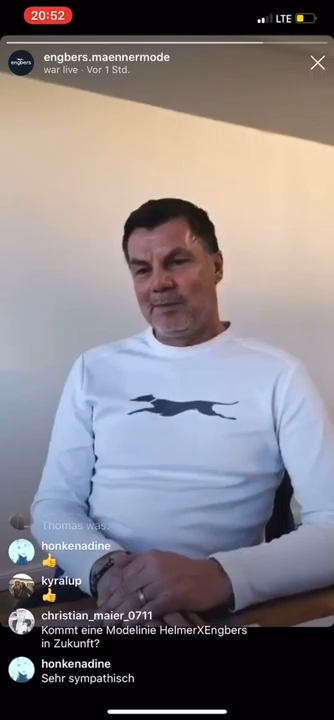 20:52
LTE
engbers
engbers.maennermode
war live · Vor 1 Std.
Thomas was.
honkenadine
👍
kyralup
👍
christian_maier_0711
Kommt eine Modelinie HelmerXEngbers
in Zukunft?
honkenadine
Sehr sympathisch